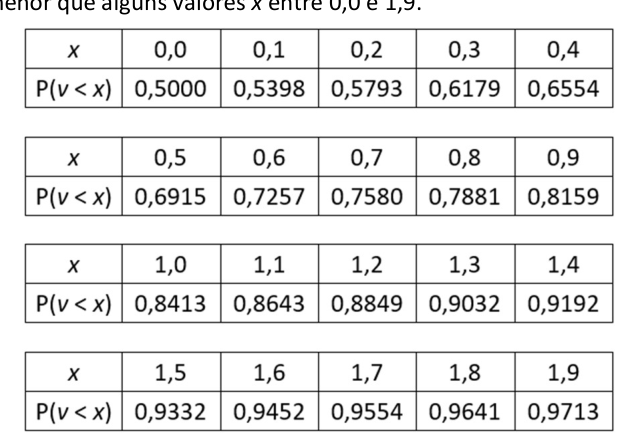 menor que alguns valores x entre 0,0 e 1,9.
x 0,0 0,1 0,2 0,3 0,4
P(v < x) 0,5000 0,5398 0,5793 0,6179 0,6554
x 0,5 0,6 0,7 0,8 0,9
P(v < x) 0,6915 0,7257 0,7580 0,7881 0,8159
x 1,0 1,1 1,2 1,3 1,4
P(v < x) 0,8413 0,8643 0,8849 0,9032 0,9192
x 1,5 1,6 1,7 1,8 1,9
P(v < x) 0,9332 0,9452 0,9554 0,9641 0,9713